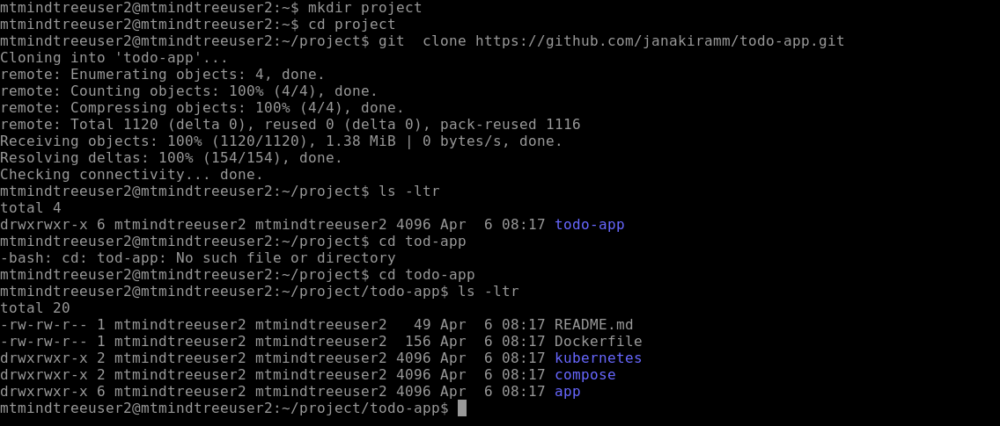 mtmindtreeuser2@mtmindtreeuser2:~$ mkdir project
mtmindtreeuser2@mtmindtreeuser2:~$ cd project
mtmindtreeuser2@mtmindtreeuser2:~/project$ git  clone https://github.com/janakiramm/todo-app.git
Cloning into 'todo-app'...
remote: Enumerating objects: 4, done.
remote: Counting objects: 100% (4/4), done.
remote: Compressing objects: 100% (4/4), done.
remote: Total 1120 (delta 0), reused 0 (delta 0), pack-reused 1116
Receiving objects: 100% (1120/1120), 1.38 MiB | 0 bytes/s, done.
Resolving deltas: 100% (154/154), done.
Checking connectivity... done.
mtmindtreeuser2@mtmindtreeuser2:~/project$ ls -ltr
total 4
drwxrwxr-x 6 mtmindtreeuser2 mtmindtreeuser2 4096 Apr  6 08:17 todo-app
mtmindtreeuser2@mtmindtreeuser2:~/project$ cd tod-app
-bash: cd: tod-app: No such file or directory
mtmindtreeuser2@mtmindtreeuser2:~/project$ cd todo-app
mtmindtreeuser2@mtmindtreeuser2:~/project/todo-app$ ls -ltr
total 20
-rw-rw-r-- 1 mtmindtreeuser2 mtmindtreeuser2   49 Apr  6 08:17 README.md
-rw-rw-r-- 1 mtmindtreeuser2 mtmindtreeuser2  156 Apr  6 08:17 Dockerfile
drwxrwxr-x 2 mtmindtreeuser2 mtmindtreeuser2 4096 Apr  6 08:17 kubernetes
drwxrwxr-x 2 mtmindtreeuser2 mtmindtreeuser2 4096 Apr  6 08:17 compose
drwxrwxr-x 6 mtmindtreeuser2 mtmindtreeuser2 4096 Apr  6 08:17 app
mtmindtreeuser2@mtmindtreeuser2:~/project/todo-app$